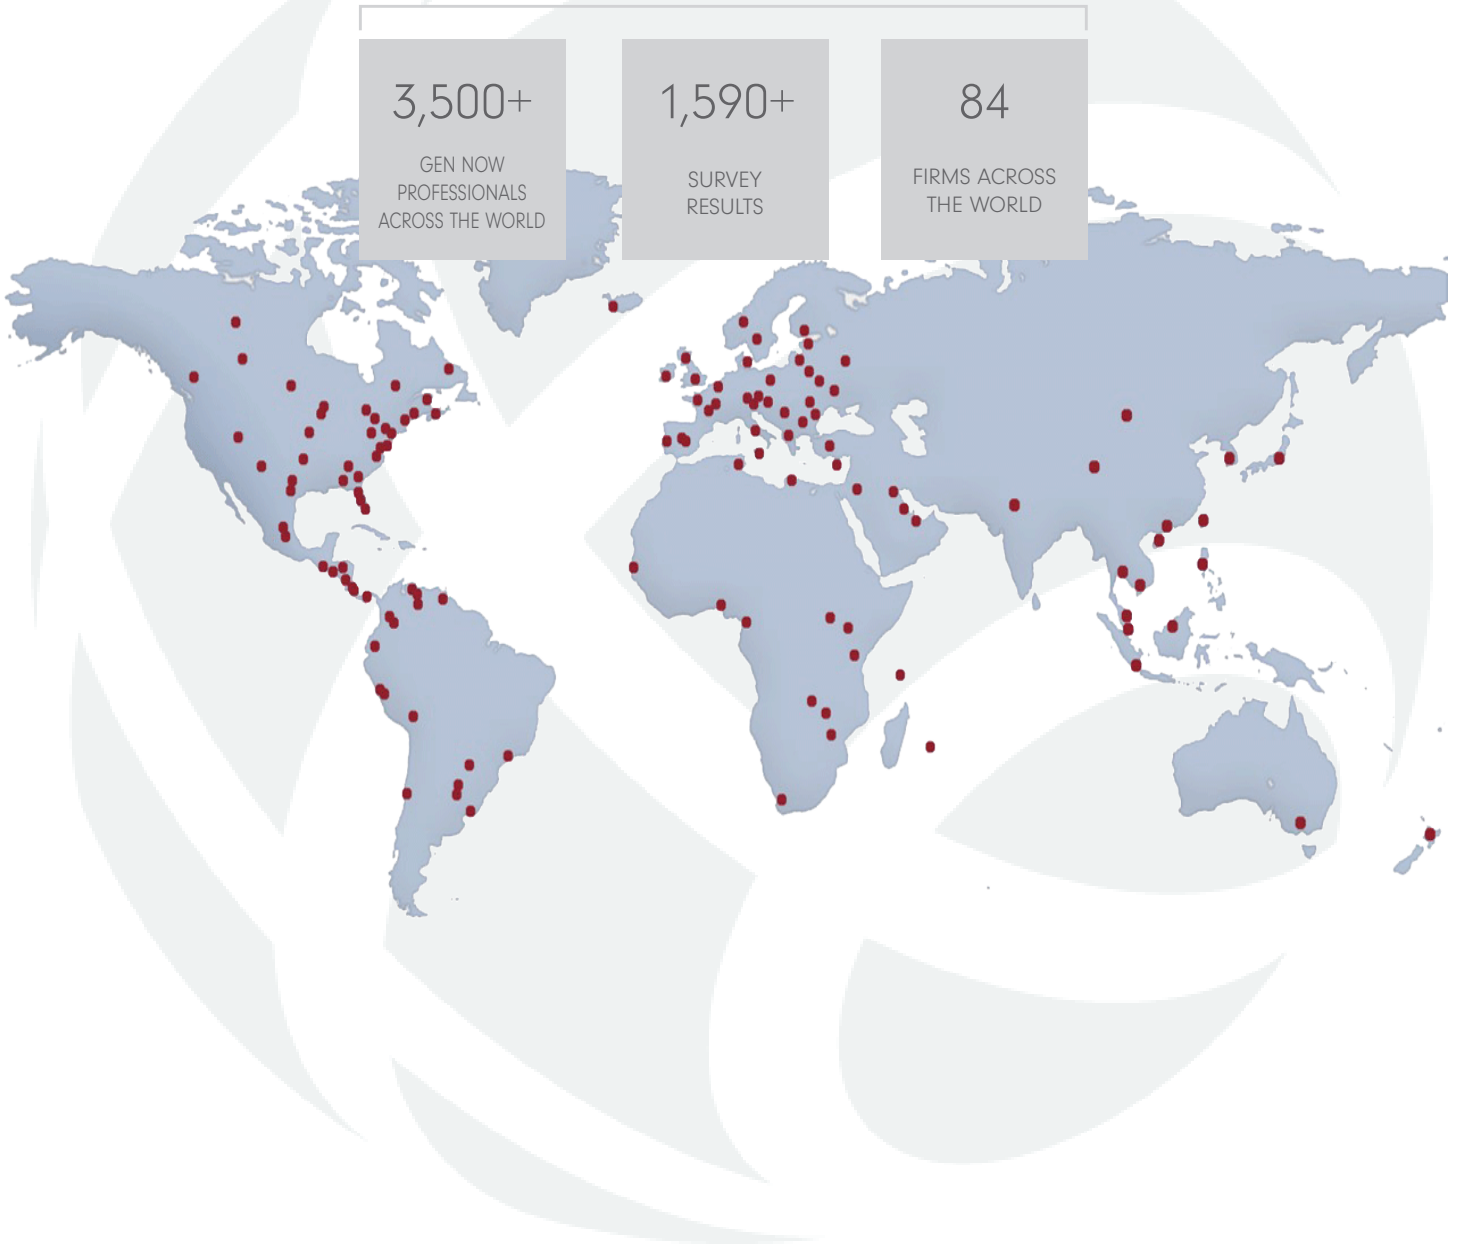 3,500+
GEN NOW
PROFESSIONALS
ACROSS THE WORLD
1,590+
SURVEY
RESULTS
84
FIRMS ACROSS
THE WORLD